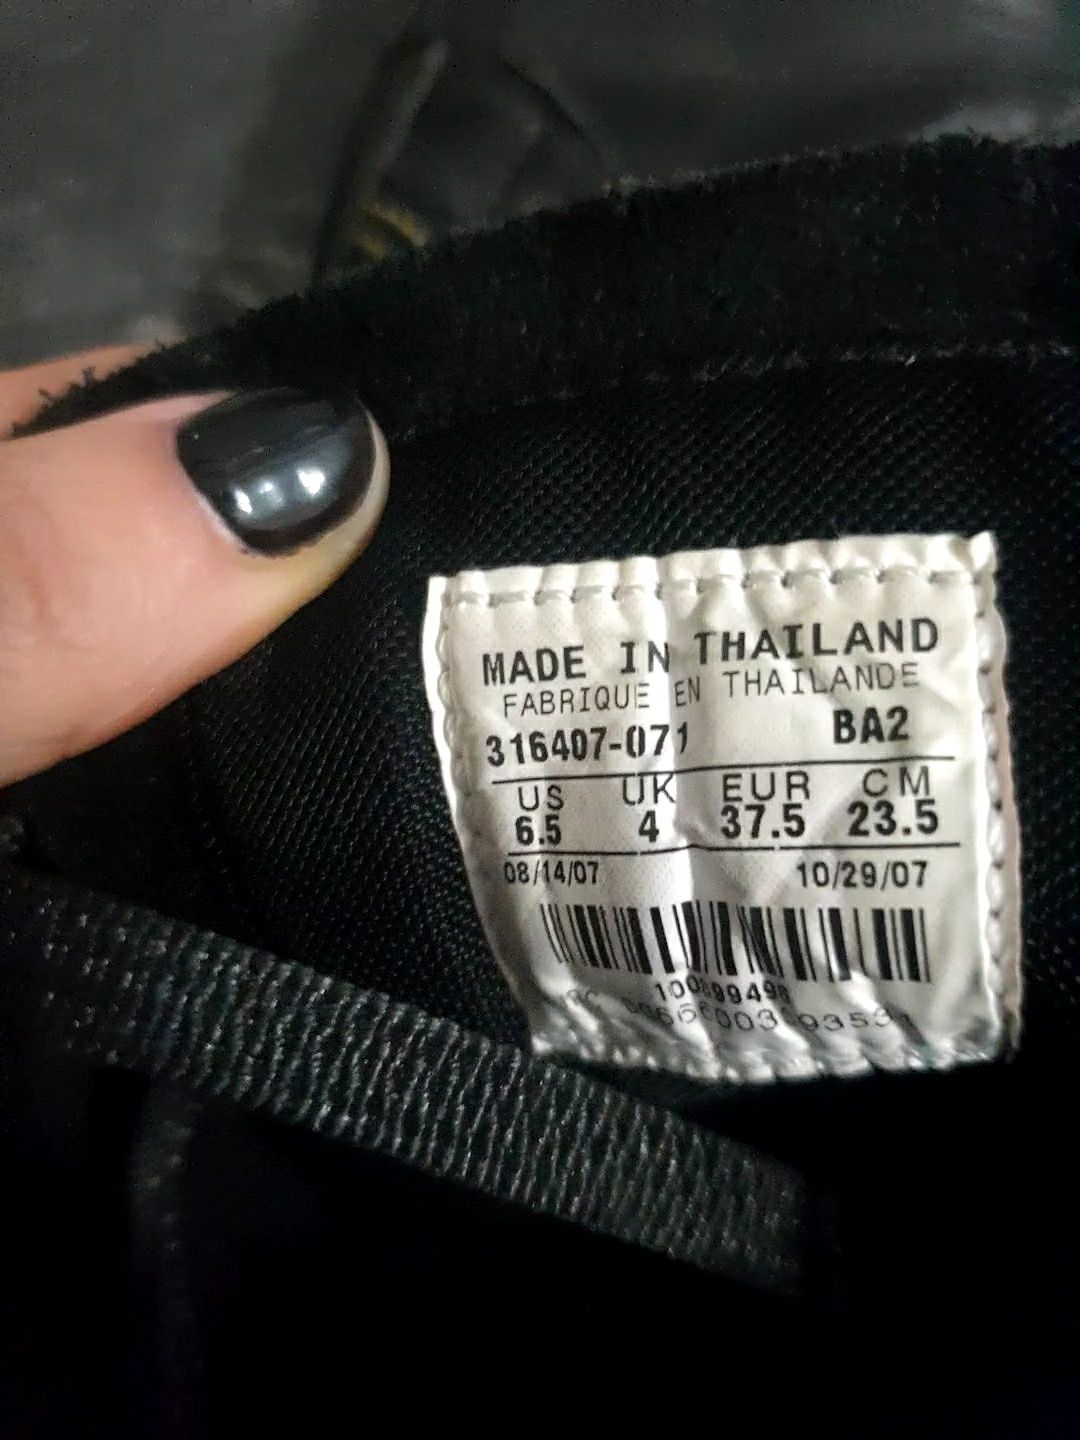 MADE IN THAILAND
FABRIQUE EN THAILANDE
316407-071 BA2
US UK EUR CM
6.5 4 37.5 23.5
08/14/07 10/29/07